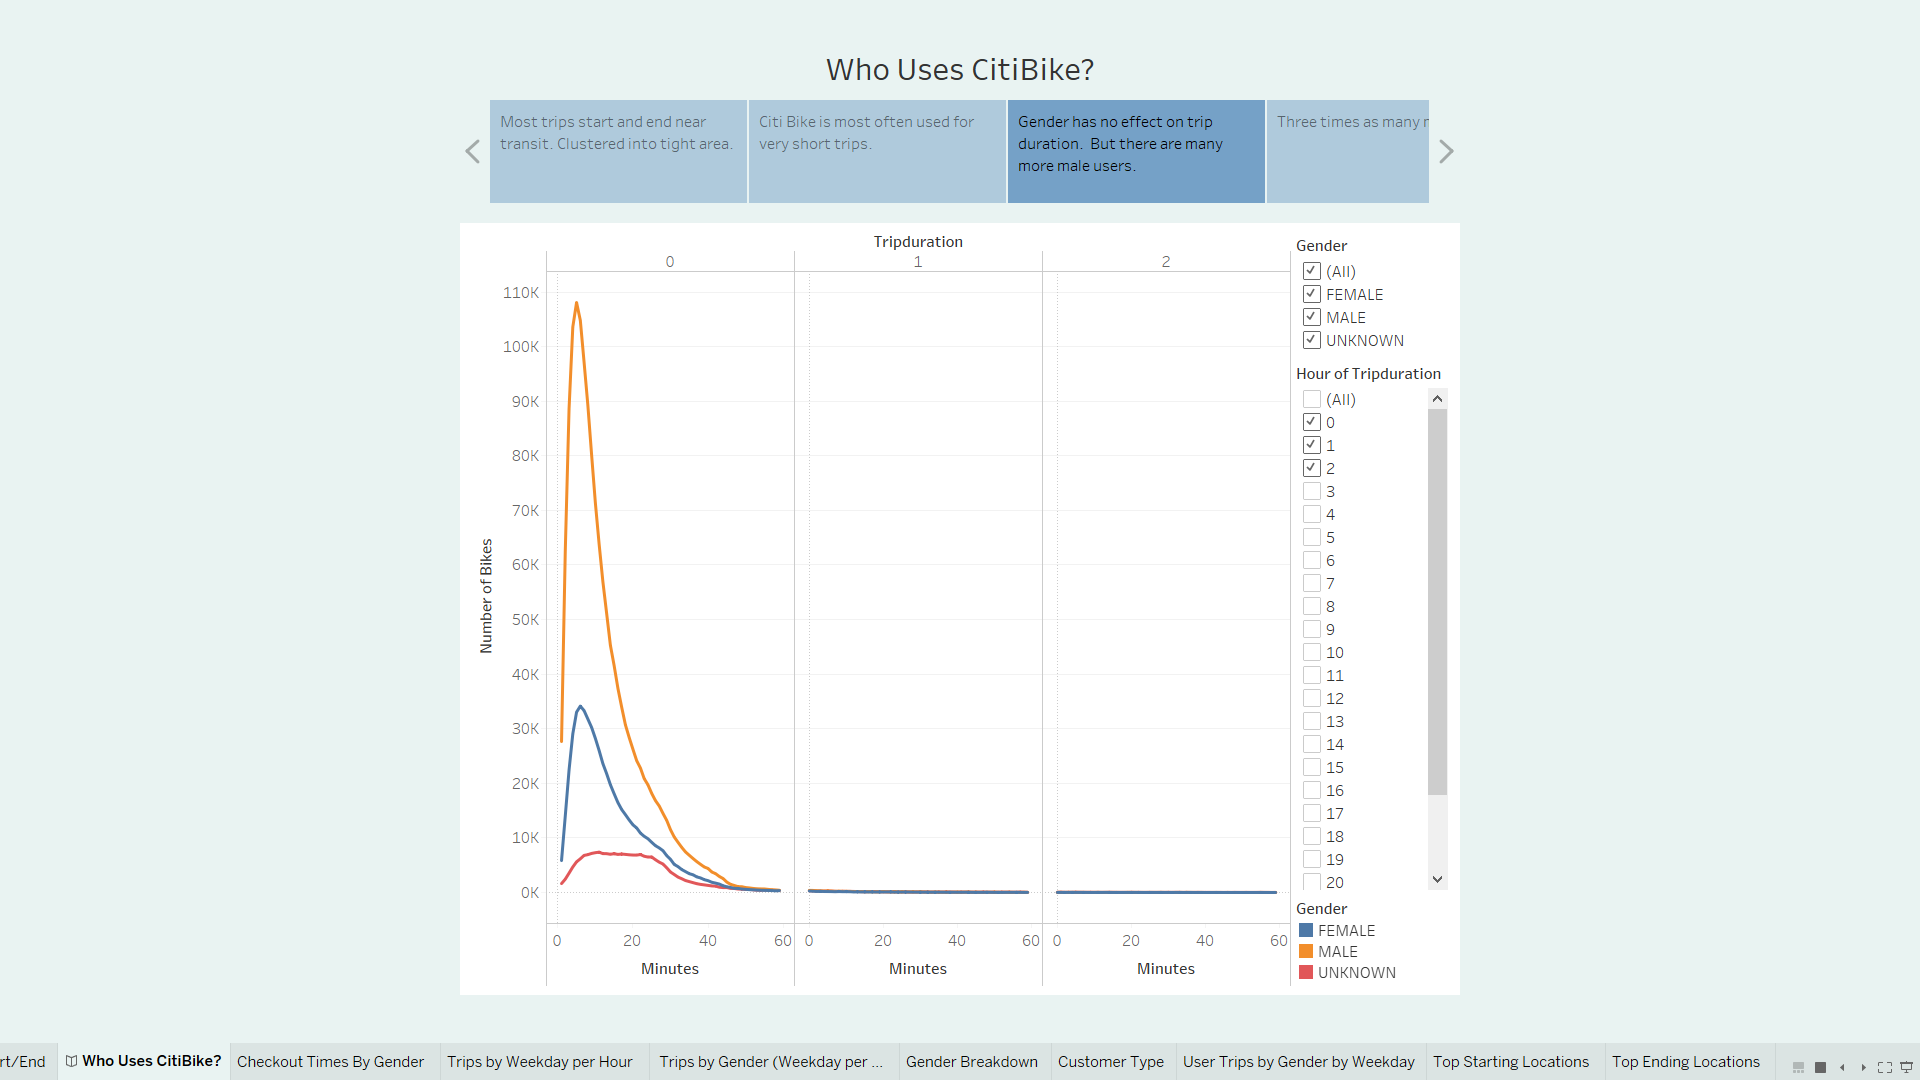 Who Uses CitiBike?
Most trips start and end near
transit. Clustered into tight area.
Citi Bike is most often used for
very short trips.
Gender has no effect on trip
duration.  But there are many
more male users.
Three times as many
Tripduration
0
1
2
110K
100K
90K
80K
70K
60K
50K
40K
30K
20K
10K
0K
Number of Bikes
0 20 40 60
0 20 40 60
0 20 40 60
Minutes
Minutes
Minutes
Gender
(All)
FEMALE
MALE
UNKNOWN
Hour of Tripduration
(All)
0
1
2
3
4
5
6
7
8
9
10
11
12
13
14
15
16
17
18
19
20
Gender
FEMALE
MALE
UNKNOWN
rt/End
Who Uses CitiBike?
Checkout Times By Gender
Trips by Weekday per Hour
Trips by Gender (Weekday per ...
Gender Breakdown
Customer Type
User Trips by Gender by Weekday
Top Starting Locations
Top Ending Locations